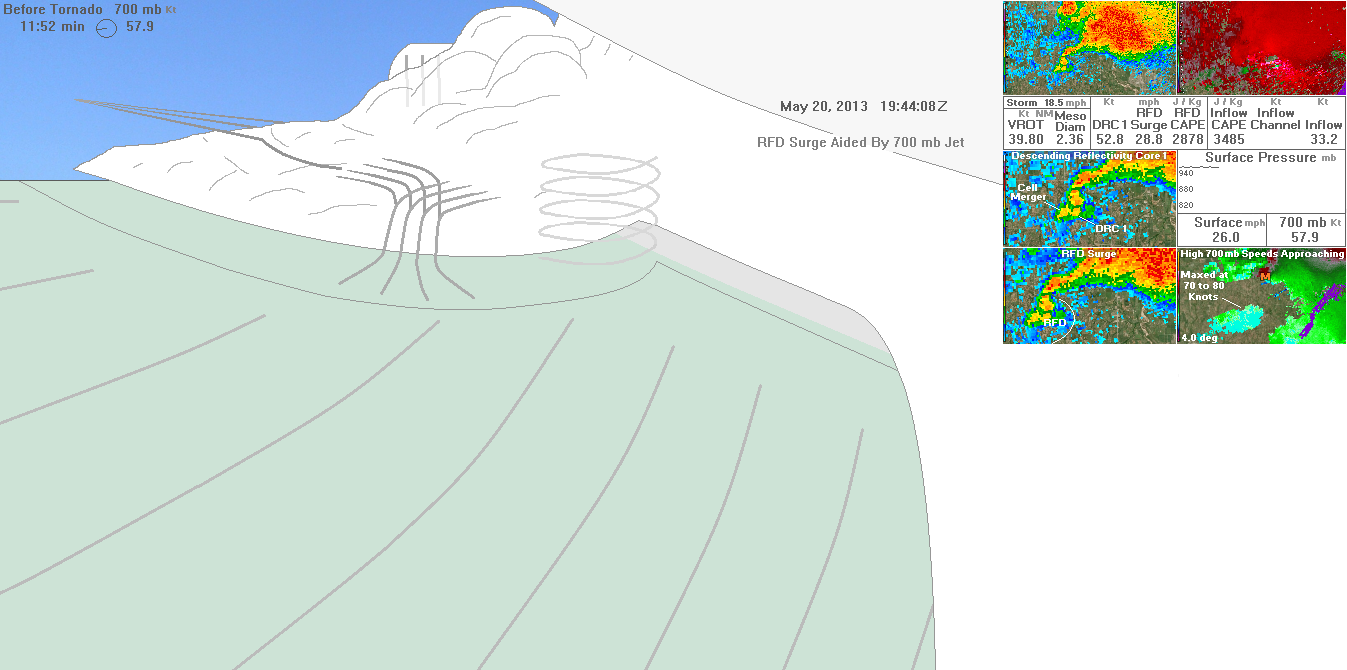 Before Tornado 700 mb Kt
11:52 min 57.9
May 20, 2013 19:44:08Z
RFD Surge Aided By 700 mb Jet
Storm 18.5 mph
Kt NM
VROT Meso Diam
39.80 2.36
Kt mph J / Kg
DRC 1 RFD Surge RFD CAPE
52.8 28.8 2878
J / Kg Kt Kt
Inflow CAPE Inflow Channel Inflow
3485 33.2
Descending Reflectivity Core 1
Cell
Merger
DRC 1
Surface Pressure mb
940
880
820
Surface mph 700 mb Kt
26.0 57.9
RFD Surge
RFD
High 700mb Speeds Approaching
M
Maxed at
70 to 80
Knots
4.0 deg